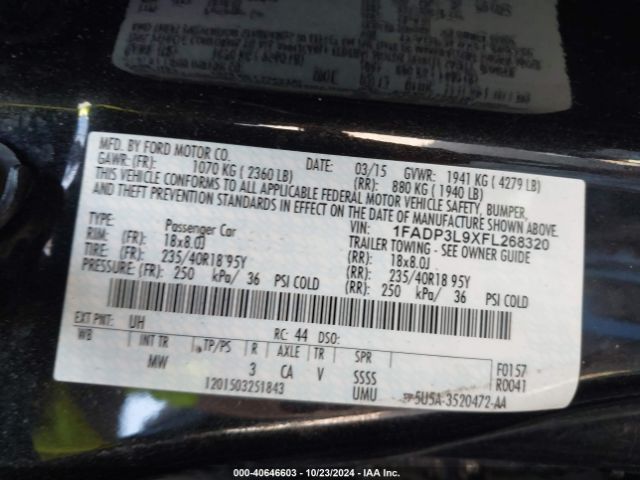 MFD. BY FORD MOTOR CO. DATE: 03/15 GVWR: 1941 KG ( 4279 LB)
GAWR: (FR): 1070 KG ( 2360 LB) (RR): 880 KG ( 1940 LB)
THIS VEHICLE CONFORMS TO ALL APPLICABLE FEDERAL MOTOR VEHICLE SAFETY, BUMPER,
AND THEFT PREVENTION STANDARDS IN EFFECT ON THE DATE OF MANUFACTURE SHOWN ABOVE.
VIN: 1FADP3L9XFL268320
TYPE: Passenger Car TRAILER TOWING - SEE OWNER GUIDE
RIM: (FR): 18x8.0J (RR): 18x8.0J
TIRE: (FR): 235/40R18 95Y (RR): 235/40R18 95Y
PRESSURE: (FR): 250 kPa/ 36 PSI COLD (RR): 250 kPa/ 36 PSI COLD
EXT PNT: UH RC: 44 DSO:
WB INT TR TP/PS R AXLE TR SPR F0157
MW 3 CA V SSSS R0041
1201503251843 UMU 5U5A-3520472-AA
000-40646603 - 10/23/2024 - IAA Inc.